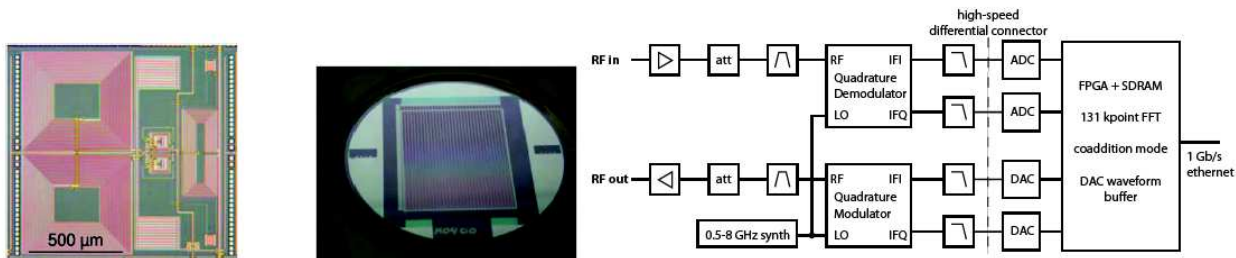 500 µm
high-speed
differential connector
RF in
att
RF
IFI
Quadrature
Demodulator
LO
IFQ
ADC
ADC
FPGA + SDRAM
131 kpoint FFT
coaddition mode
DAC waveform
buffer
1 Gb/s
ethernet
RF out
att
RF
IFI
Quadrature
Modulator
LO
IFQ
DAC
DAC
0.5-8 GHz synth